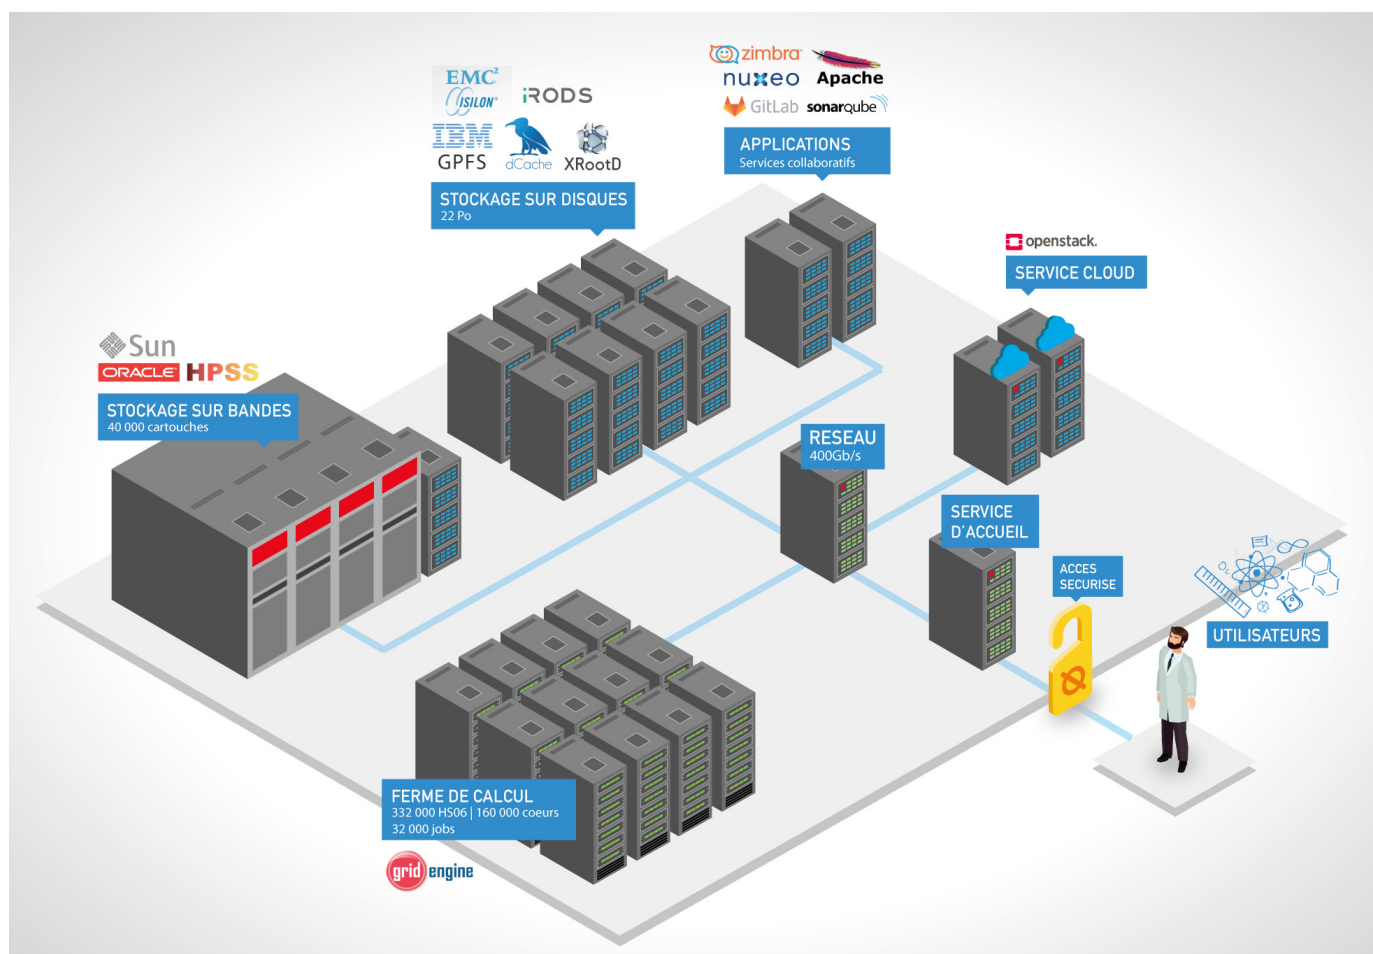 zimbra
nuxeo
Apache
GitLab
sonarqube
APPLICATIONS
Services collaboratifs
EMC²
ISILON®
iRODS
IBM
GPFS
dCache
XRootD
STOCKAGE SUR DISQUES
22 Po
openstack.
SERVICE CLOUD
Sun
ORACLE
HPSS
STOCKAGE SUR BANDES
40 000 cartouches
RESEAU
400Gb/s
SERVICE
D'ACCUEIL
ACCES
SECURISE
UTILISATEURS
FERME DE CALCUL
332 000 HS06 | 160 000 coeurs
32 000 jobs
grid engine